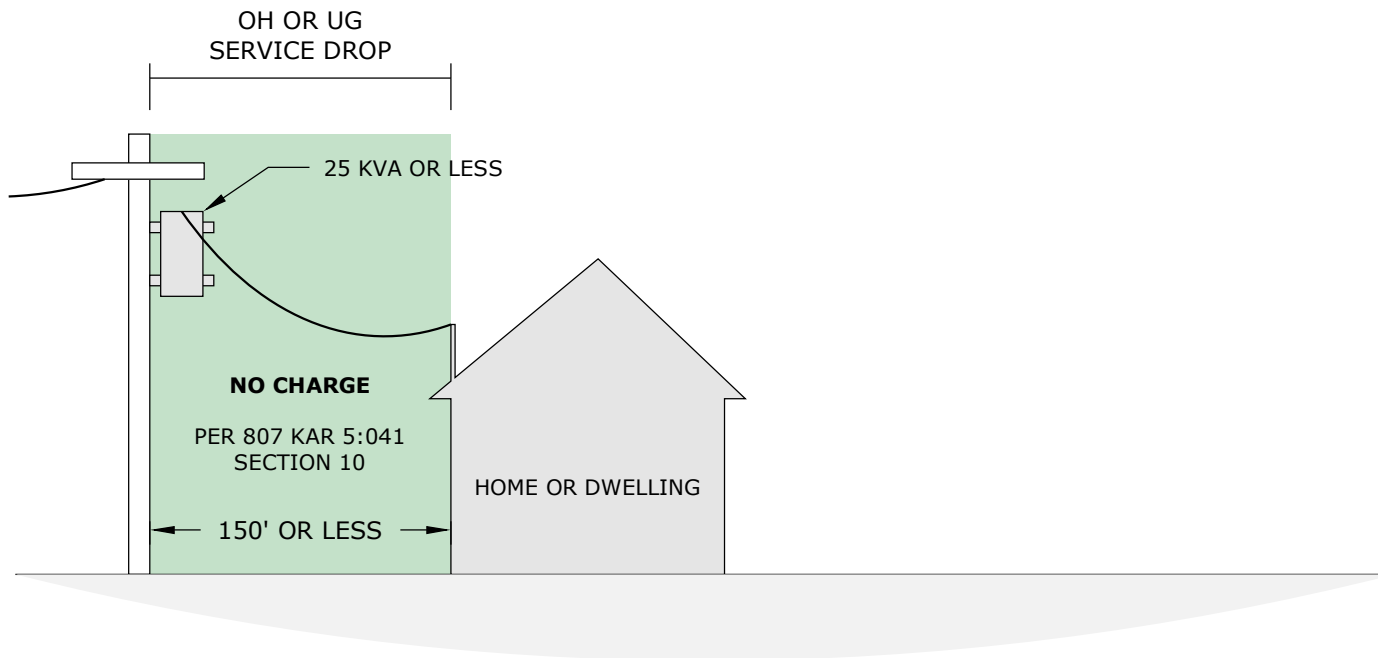 OH OR UG
SERVICE DROP
25 KVA OR LESS
NO CHARGE
PER 807 KAR 5:041
SECTION 10
HOME OR DWELLING
150' OR LESS